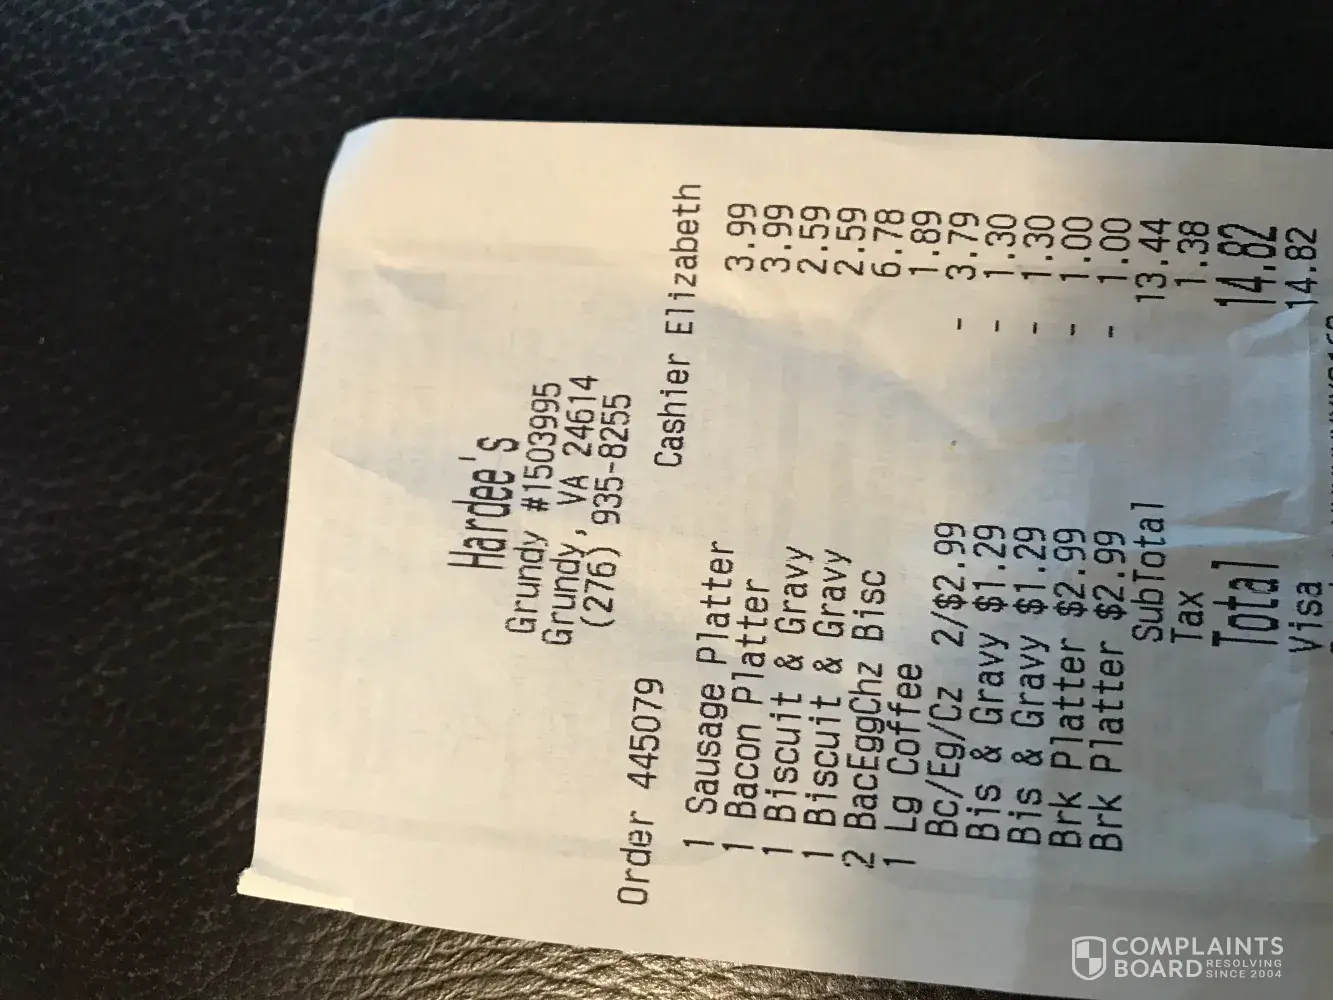 Hardee's
Grundy #1503995
Grundy, VA 24614
(276) 935-8255
Order 445079 Cashier Elizabeth
1 Sausage Platter 3.99
1 Bacon Platter 3.99
1 Biscuit & Gravy 2.59
1 Biscuit & Gravy 2.59
2 BacEggChz Bisc 6.78
1 Lg Coffee 1.89
Bc/Eg/Cz 2/$2.99 - 3.79
Bis & Gravy $1.29 - 1.30
Bis & Gravy $1.29 - 1.30
Brk Platter $2.99 - 1.00
Brk Platter $2.99 - 1.00
SubTotal 13.44
Tax 1.38
Total 14.82
Visa 14.82
COMPLAINTS
BOARD RESOLVING
SINCE 2004